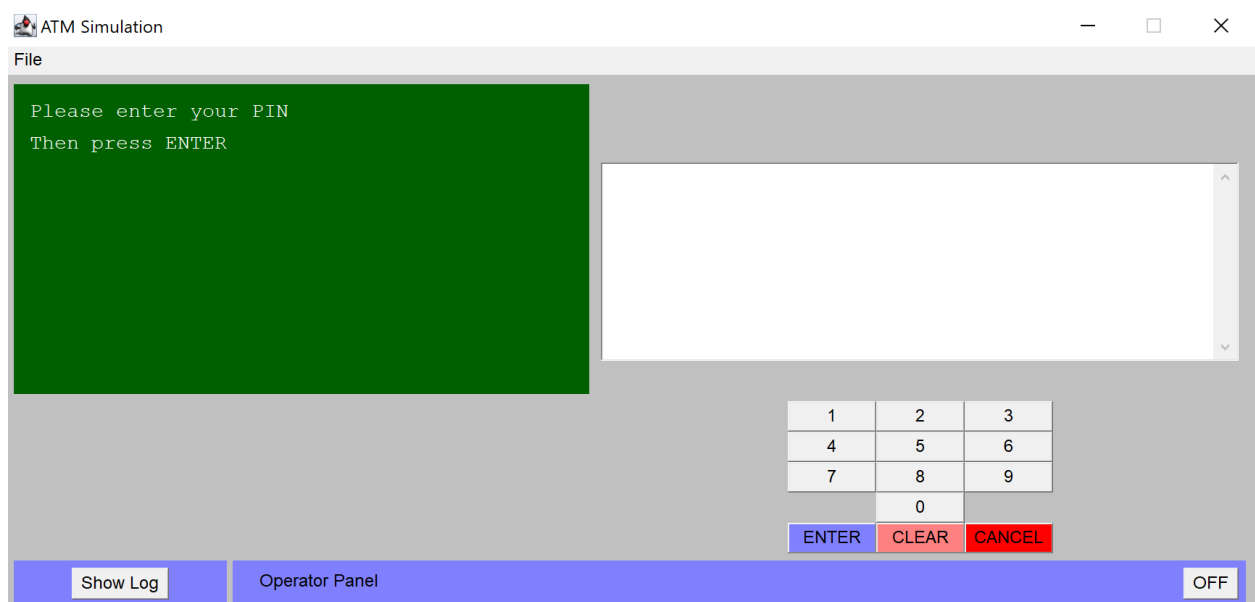 ATM Simulation
File
Please enter your PIN
Then press ENTER
1 2 3
4 5 6
7 8 9
0
ENTER CLEAR CANCEL
Show Log Operator Panel OFF